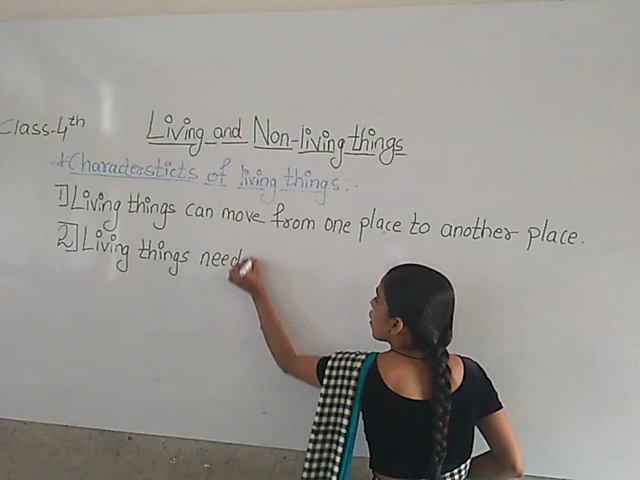 Class-4th
Living and Non-living things
*Charactersticts of living things..
1] Living things can move from one place to another place.
2] Living things need